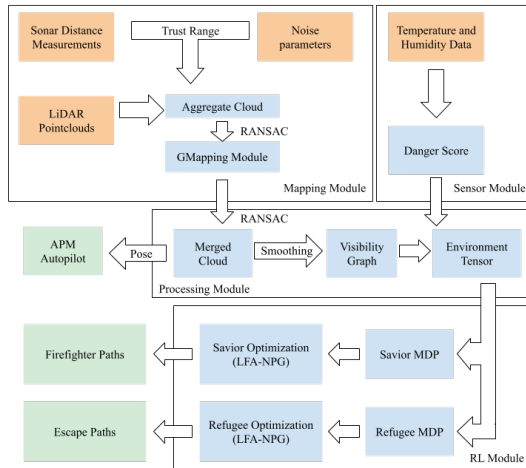 Sonar Distance
Measurements
Trust Range
Noise
parameters
Temperature and
Humidity Data
LiDAR
Pointclouds
Aggregate Cloud
RANSAC
GMapping Module
Danger Score
Mapping Module
Sensor Module
RANSAC
APM
Autopilot
Pose
Merged
Cloud
Smoothing
Visibility
Graph
Environment
Tensor
Processing Module
Firefighter Paths
Savior Optimization
(LFA-NPG)
Savior MDP
Escape Paths
Refugee Optimization
(LFA-NPG)
Refugee MDP
RL Module